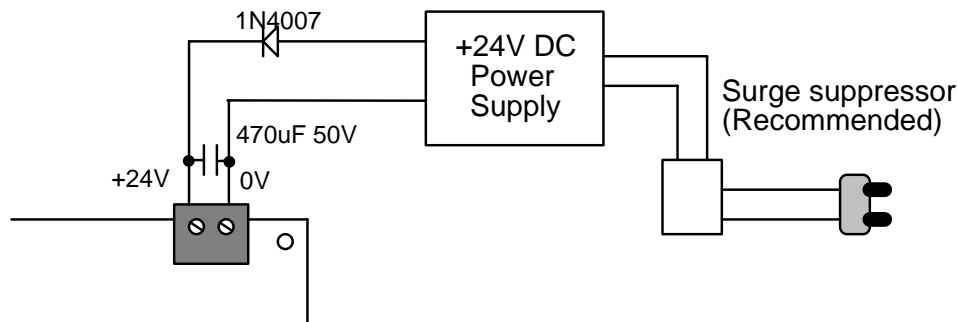 1N4007
+24V DC
Power
Supply
Surge suppressor
(Recommended)
470uF 50V
+24V
0V